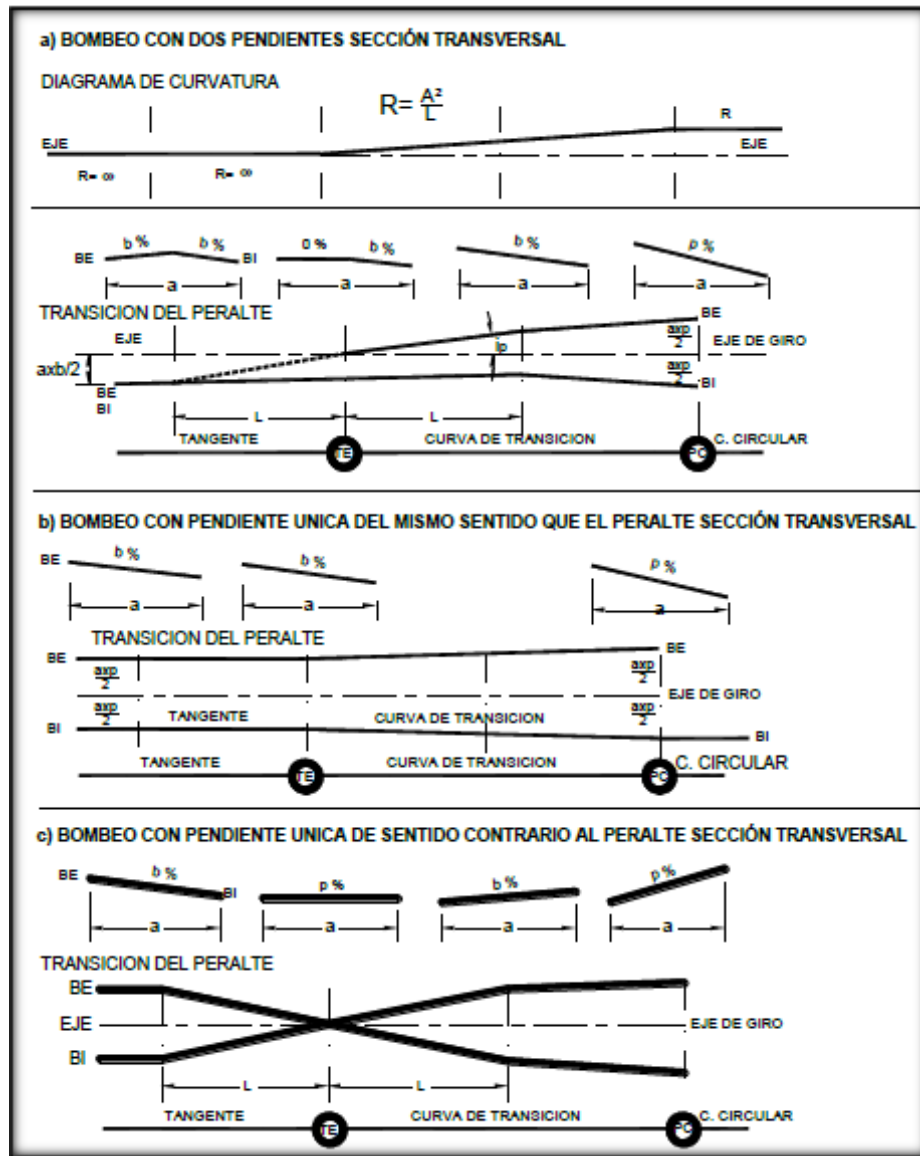 a) BOMBEO CON DOS PENDIENTES SECCIÓN TRANSVERSAL
DIAGRAMA DE CURVATURA
R= A²/L
R
EJE
EJE
R= ∞
R= ∞
b %
b %
0 %
b %
b %
p %
BE
BI
a
a
a
a
TRANSICION DEL PERALTE
BE
EJE
ip
axp/2
EJE DE GIRO
axb/2
axp/2
BI
BE
BI
L
L
TANGENTE
TE
CURVA DE TRANSICION
PC
C. CIRCULAR
b) BOMBEO CON PENDIENTE UNICA DEL MISMO SENTIDO QUE EL PERALTE SECCIÓN TRANSVERSAL
BE
b %
b %
p %
a
a
a
TRANSICION DEL PERALTE
BE
BE
axp/2
axp/2
EJE DE GIRO
axp/2
axp/2
BI
TANGENTE
CURVA DE TRANSICION
BI
TANGENTE
TE
CURVA DE TRANSICION
PC
C. CIRCULAR
c) BOMBEO CON PENDIENTE UNICA DE SENTIDO CONTRARIO AL PERALTE SECCIÓN TRANSVERSAL
BE
b %
BI
p %
b %
p %
a
a
a
a
TRANSICION DEL PERALTE
BE
EJE
EJE DE GIRO
BI
L
L
TANGENTE
TE
CURVA DE TRANSICION
PC
C. CIRCULAR